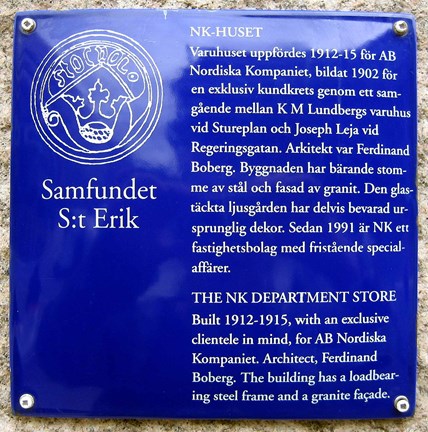 STOCHOLM
Samfundet
S:t Erik
NK-HUSET
Varuhuset uppfördes 1912-15 för AB
Nordiska Kompaniet, bildat 1902 för
en exklusiv kundkrets genom ett sam-
gående mellan K M Lundbergs varuhus
vid Stureplan och Joseph Leja vid
Regeringsgatan. Arkitekt var Ferdinand
Boberg. Byggnaden har bärande stom-
me av stål och fasad av granit. Den glas-
täckta ljusgården har delvis bevarad ur-
sprunglig dekor. Sedan 1991 är NK ett
fastighetsbolag med fristående special-
affärer.
THE NK DEPARTMENT STORE
Built 1912-1915, with an exclusive
clientele in mind, for AB Nordiska
Kompaniet. Architect, Ferdinand
Boberg. The building has a loadbear-
ing steel frame and a granite façade.